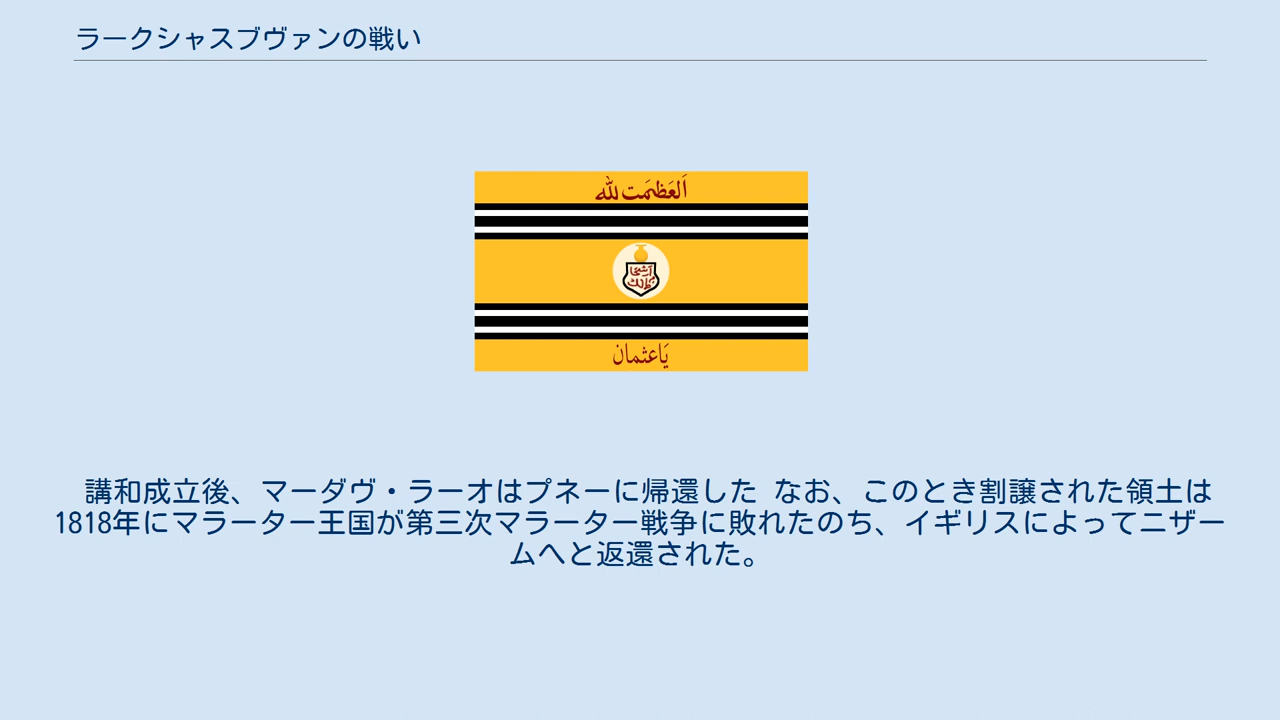 ラークシャスブヴァンの戦い
اَلعَظمَت لله
يَاعثمان
講和成立後、マーダヴ・ラーオはプネーに帰還した なお、このとき割譲された領土は
1818年にマラーター王国が第三次マラーター戦争に敗れたのち、イギリスによってニザー
ムへと返還された。